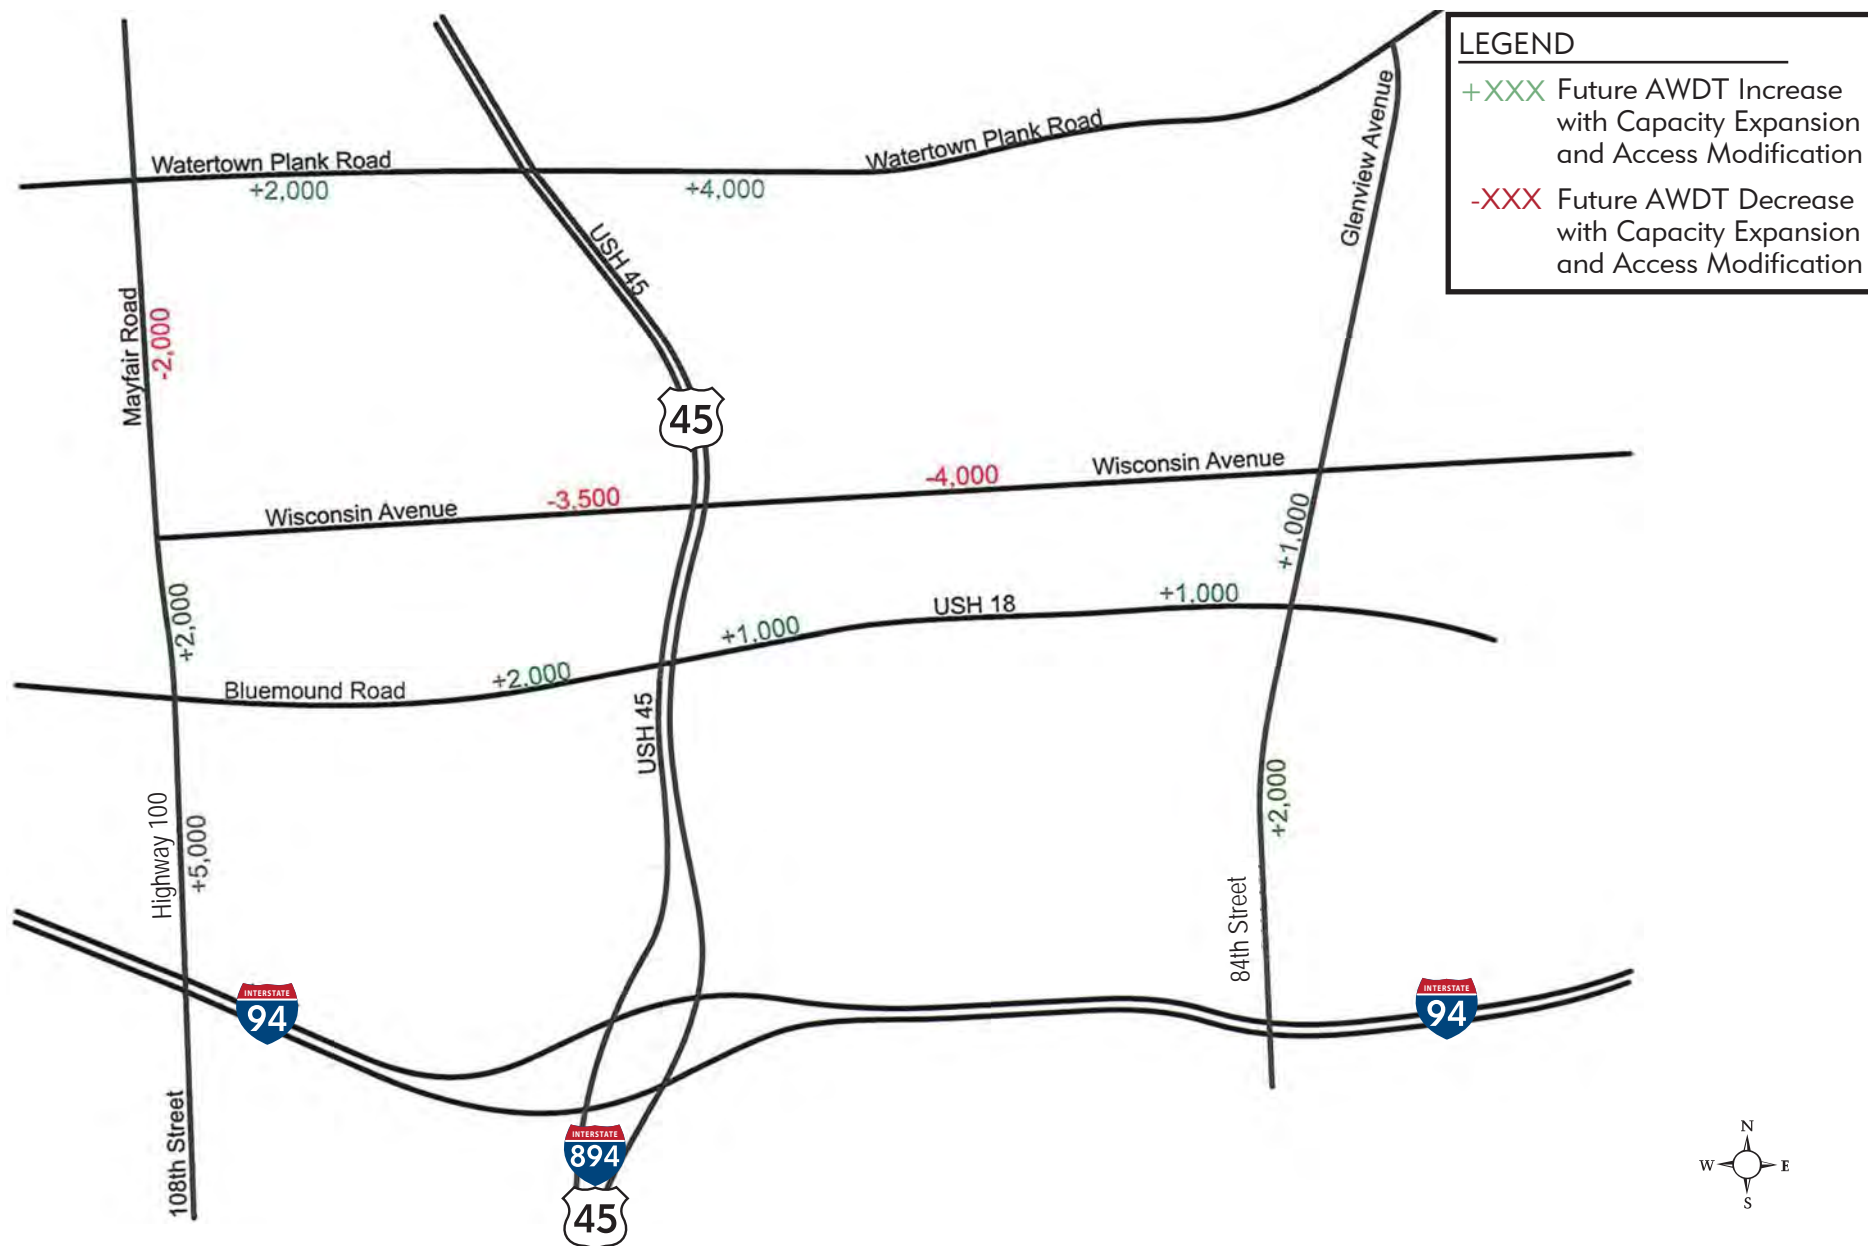 LEGEND
+XXX Future AWDT Increase
with Capacity Expansion
and Access Modification
-XXX Future AWDT Decrease
with Capacity Expansion
and Access Modification
Watertown Plank Road
+2,000
+4,000
Watertown Plank Road
Glenview Avenue
USH 45
Mayfair Road
-2,000
45
Wisconsin Avenue
-3,500
-4,000
Wisconsin Avenue
+1,000
+2,000
Bluemound Road
+2,000
+1,000
USH 18
+1,000
USH 45
Highway 100
+5,000
+2,000
84th Street
INTERSTATE
94
INTERSTATE
94
108th Street
INTERSTATE
894
45
N
W
E
S